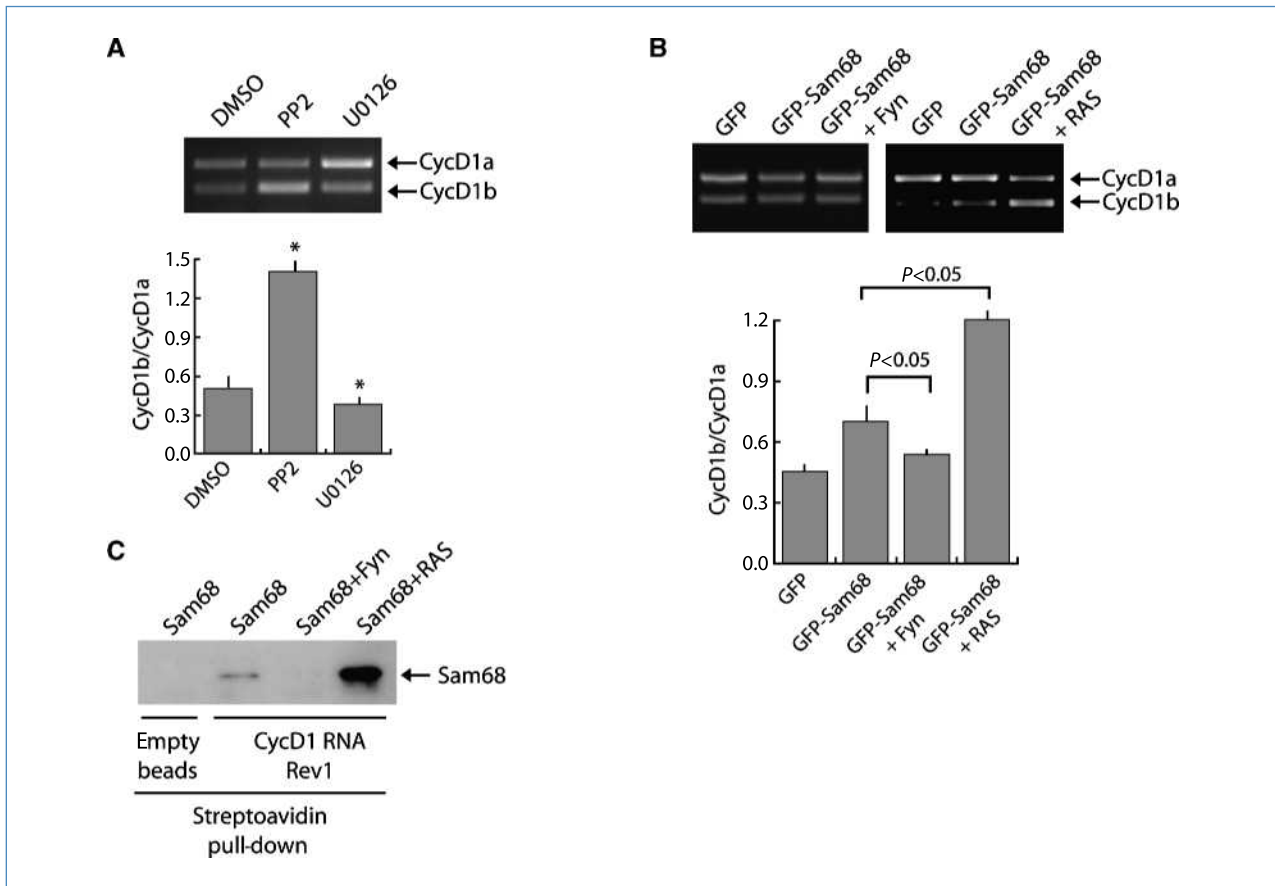 A
DMSO
PP2
U0126
CycD1a
CycD1b
CycD1b/CycD1a
1.5
1.2
0.9
0.6
0.3
0.0
*
*
DMSO
PP2
U0126
B
GFP
GFP-Sam68
GFP-Sam68
+ Fyn
GFP
GFP-Sam68
GFP-Sam68
+ RAS
CycD1a
CycD1b
P<0.05
P<0.05
CycD1b/CycD1a
1.2
0.9
0.6
0.3
0.0
GFP
GFP-Sam68
GFP-Sam68
+ Fyn
GFP-Sam68
+ RAS
C
Sam68
Sam68
Sam68+Fyn
Sam68+RAS
Sam68
Empty
beads
CycD1 RNA
Rev1
Streptoavidin
pull-down